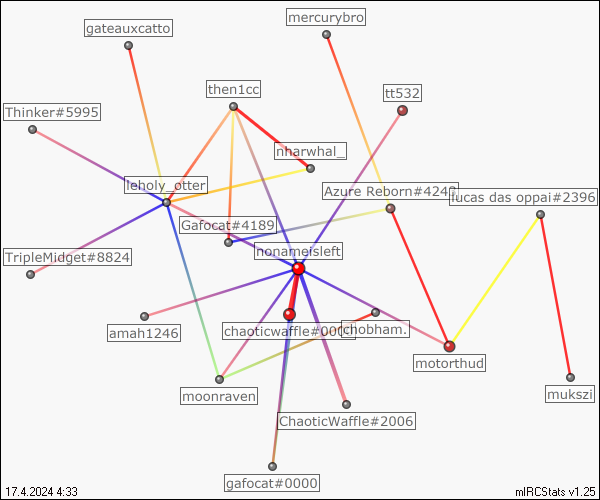 mercurybro
gateauxcatto
then1cc
tt532
Thinker#5995
nharwhal_
leholy_otter
Azure Reborn#4240
lucas das oppai#2396
Gafocat#4189
nonameisleft
TripleMidget#8824
amah1246
chaoticwaffle#0000
chobham.
motorthud
moonraven
mukszi
ChaoticWaffle#2006
gafocat#0000
17.4.2024 4:33
mIRCStats v1.25